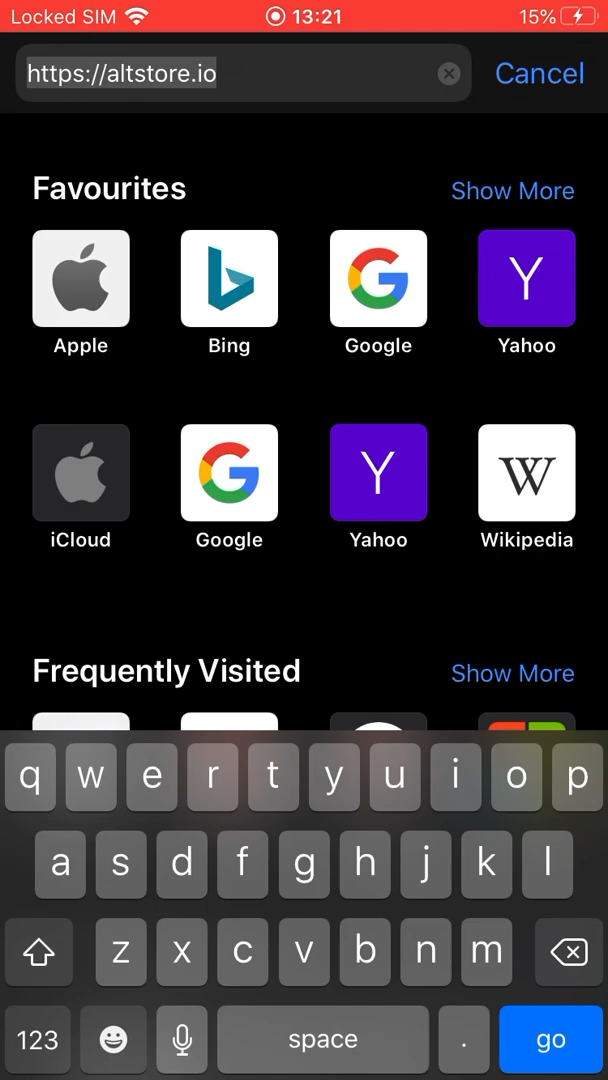 Locked SIM 13:21 15%
https://altstore.io Cancel
Favourites Show More
Apple Bing Google Yahoo
iCloud Google Yahoo Wikipedia
Frequently Visited Show More
q w e r t y u i o p
a s d f g h j k l
z x c v b n m
123 space . go